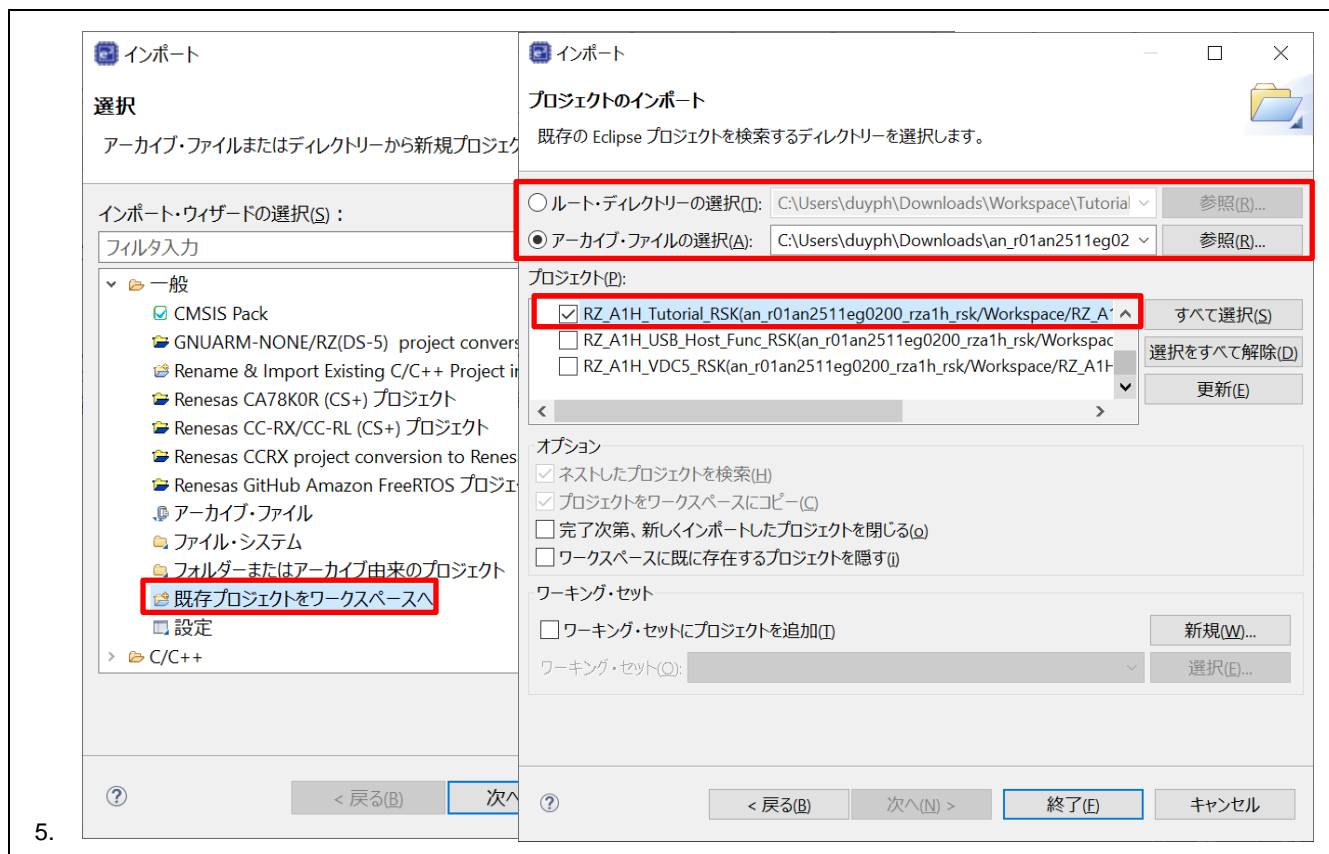 インポート
選択
アーカイブ・ファイルまたはディレクトリーから新規プロジェク
インポート・ウィザードの選択(S)：
フィルタ入力
一般
CMSIS Pack
GNUARM-NONE/RZ(DS-5) project convers
Rename & Import Existing C/C++ Project i
Renesas CA78K0R (CS+) プロジェクト
Renesas CC-RX/CC-RL (CS+) プロジェクト
Renesas CCRX project conversion to Renes
Renesas GitHub Amazon FreeRTOS プロジェ
アーカイブ・ファイル
ファイル・システム
フォルダーまたはアーカイブ由来のプロジェクト
既存プロジェクトをワークスペースへ
設定
C/C++
< 戻る(B)
次へ
インポート
プロジェクトのインポート
既存の Eclipse プロジェクトを検索するディレクトリーを選択します。
ルート・ディレクトリーの選択(T): C:\Users\duyph\Downloads\Workspace\Tutorial 参照(R)...
アーカイブ・ファイルの選択(A): C:\Users\duyph\Downloads\an_r01an2511eg02 参照(R)...
プロジェクト(P):
RZ_A1H_Tutorial_RSK(an_r01an2511eg0200_rza1h_rsk/Workspace/RZ_A1 すべて選択(S)
RZ_A1H_USB_Host_Func_RSK(an_r01an2511eg0200_rza1h_rsk/Workspac 選択をすべて解除(D)
RZ_A1H_VDC5_RSK(an_r01an2511eg0200_rza1h_rsk/Workspace/RZ_A1H
更新(E)
オプション
ネストしたプロジェクトを検索(H)
プロジェクトをワークスペースにコピー(C)
完了次第、新しくインポートしたプロジェクトを閉じる(o)
ワークスペースに既に存在するプロジェクトを隠す(i)
ワーキング・セット
ワーキング・セットにプロジェクトを追加(T) 新規(W)...
ワーキング・セット(O): 選択(E)...
< 戻る(B) 次へ(N) > 終了(F) キャンセル
5.